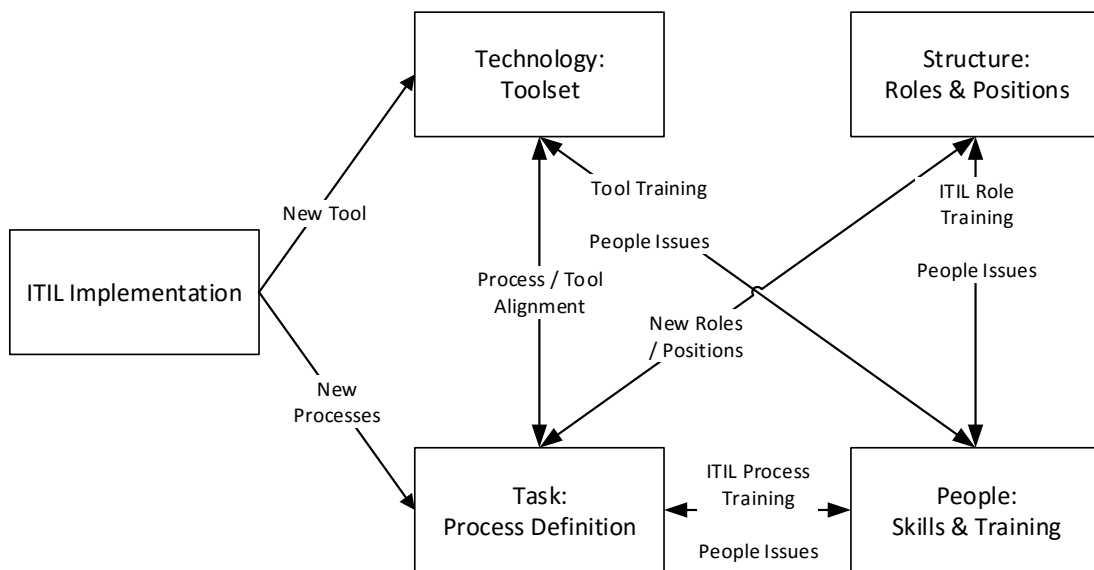 Technology:
Toolset
Structure:
Roles & Positions
Tool Training
ITIL Role
Training
New Tool
People Issues
People Issues
ITIL Implementation
Process / Tool
Alignment
New Roles
/ Positions
New
Processes
ITIL Process
Training
Task:
Process Definition
People:
Skills & Training
People Issues